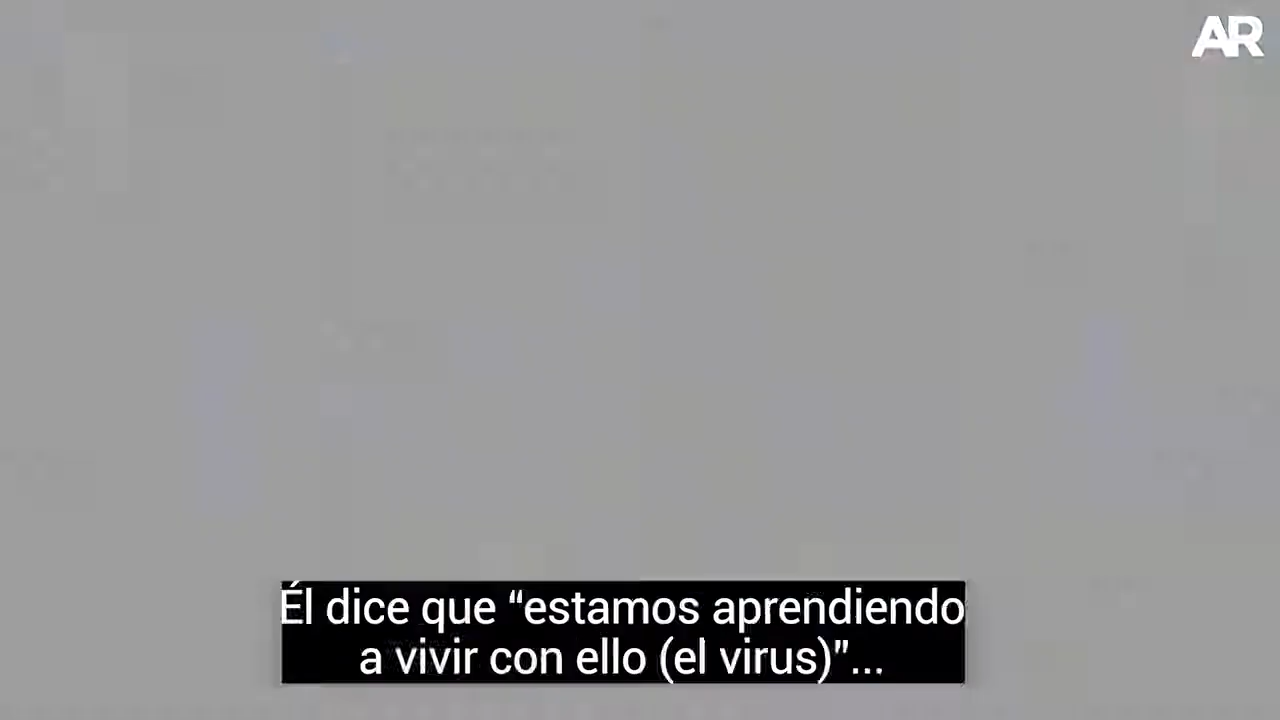 AR
Él dice que “estamos aprendiendo
a vivir con ello (el virus)”...